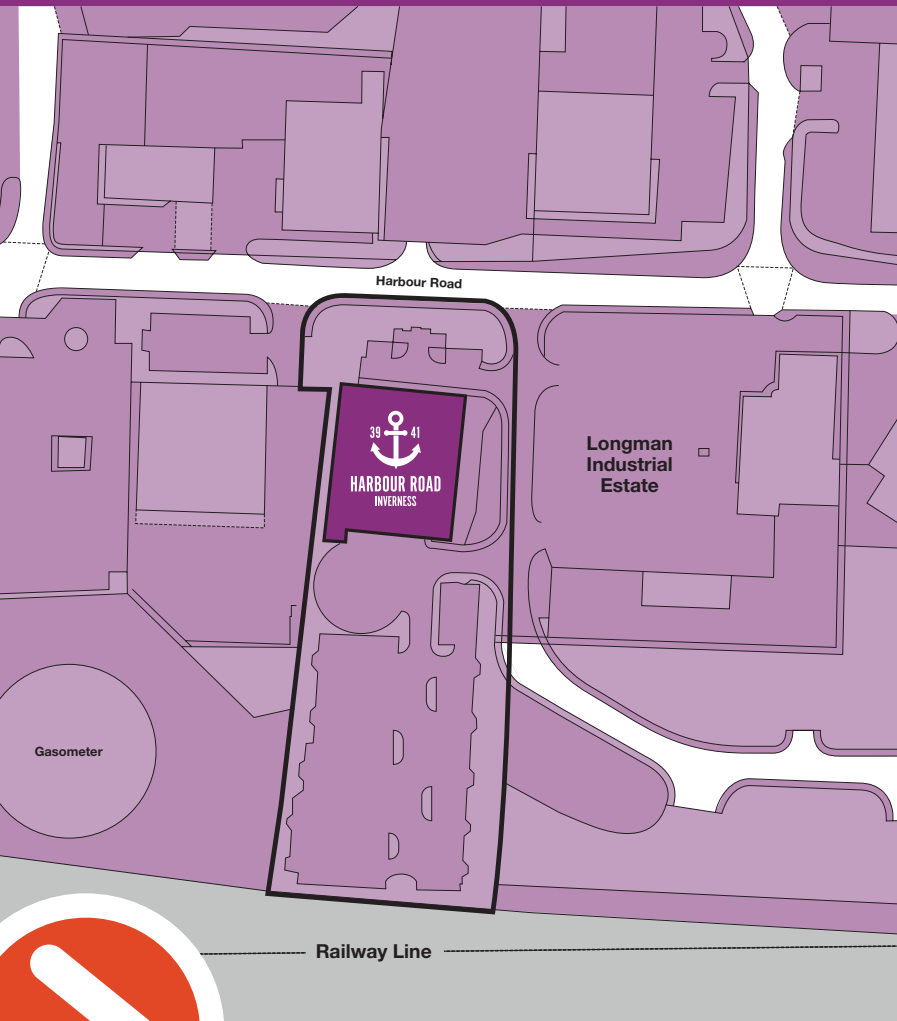 Harbour Road
39 41
HARBOUR ROAD
INVERNESS
Longman
Industrial
Estate
Gasometer
Railway Line